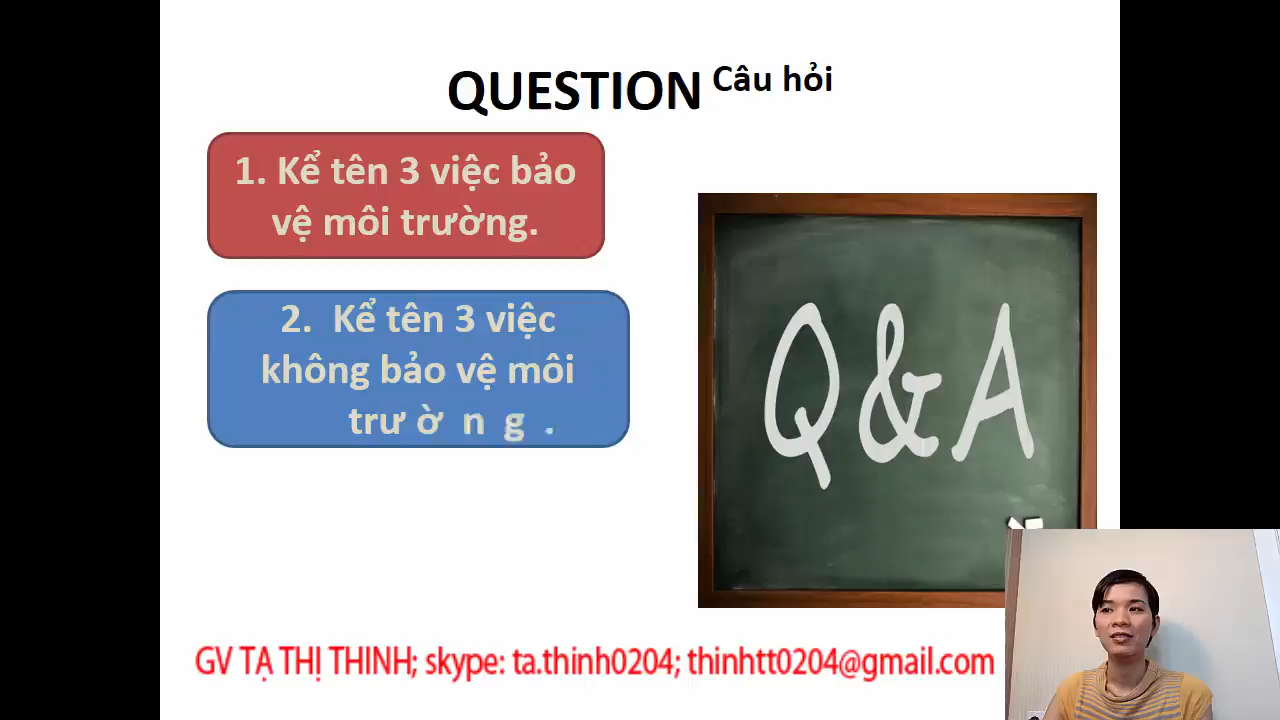 QUESTION Câu hỏi
1. Kể tên 3 việc bảo
vệ môi trường.
2. Kể tên 3 việc
không bảo vệ môi
trường.
Q&A
GV TẠ THỊ THINH; skype: ta.thinh0204; thinhtt0204@gmail.com